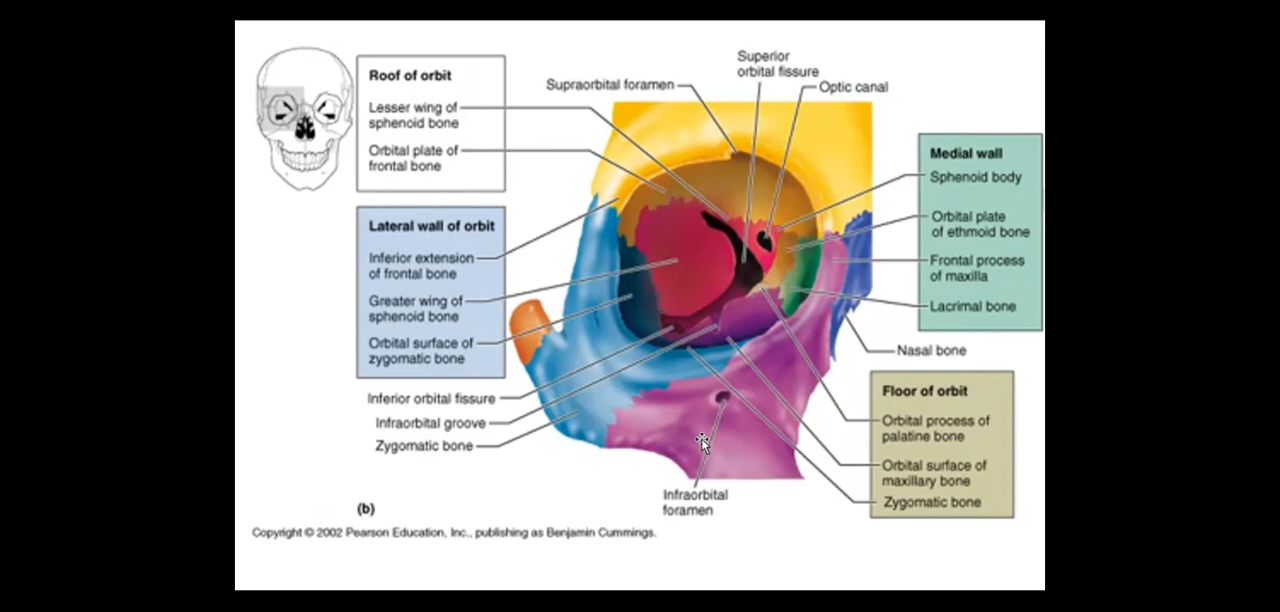 Roof of orbit
Lesser wing of
sphenoid bone
Orbital plate of
frontal bone
Lateral wall of orbit
Inferior extension
of frontal bone
Greater wing of
sphenoid bone
Orbital surface of
zygomatic bone
Inferior orbital fissure
Infraorbital groove
Zygomatic bone
Supraorbital foramen
Superior
orbital fissure
Optic canal
Medial wall
Sphenoid body
Orbital plate
of ethmoid bone
Frontal process
of maxilla
Lacrimal bone
Nasal bone
Floor of orbit
Orbital process of
palatine bone
Orbital surface of
maxillary bone
Zygomatic bone
Infraorbital
foramen
(b)
Copyright © 2002 Pearson Education, Inc., publishing as Benjamin Cummings.